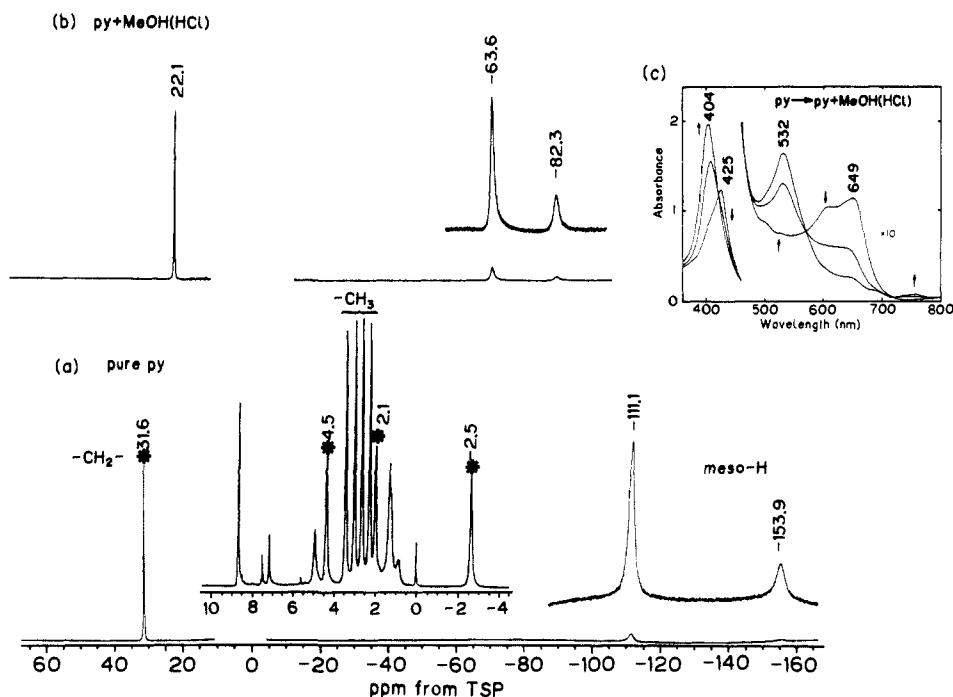 (b) py+MeOH(HCl)
22.1
-63.6
-82.3
(c)
py→py+MeOH(HCl)
404
425
532
649
×10
Absorbance
2
1
0
400 500 600 700 800
Wavelength (nm)
(a) pure py
-CH2-
31.6
-CH3
4.5
2.1
2.5
-111.1
-153.9
meso-H
10 8 6 4 2 0 -2 -4
60 40 20 0 -20 -40 -60 -80 -100 -120 -140 -160
ppm from TSP